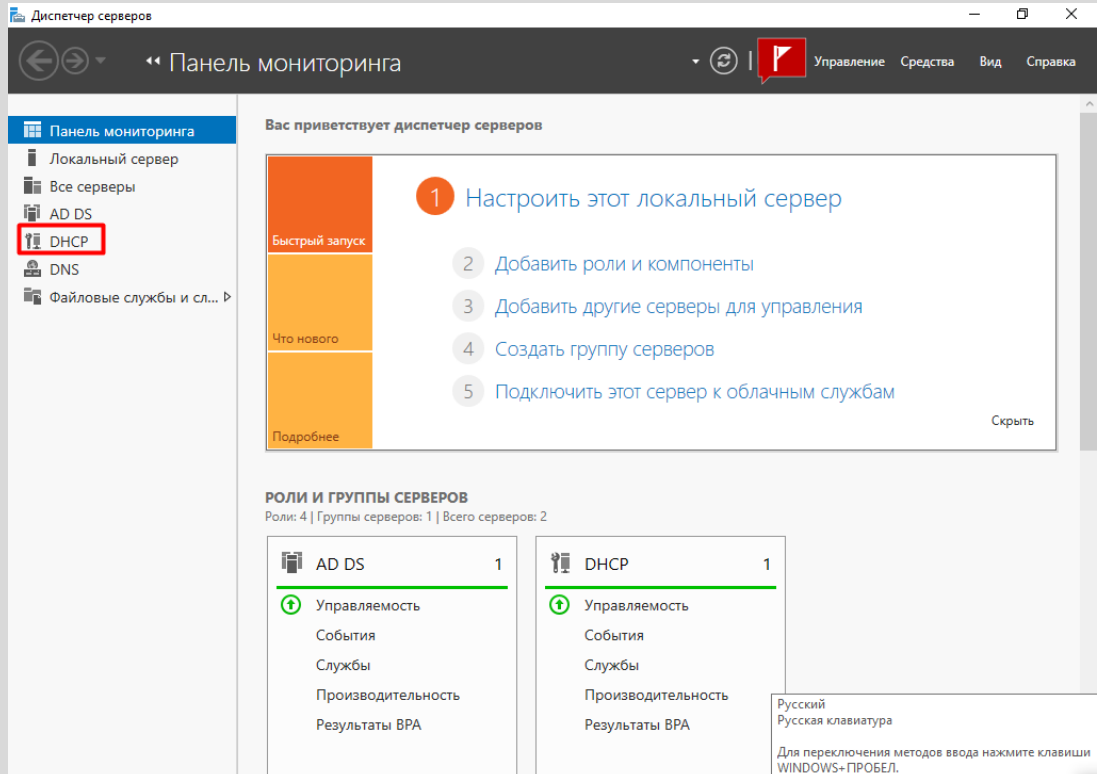 Диспетчер серверов
Панель мониторинга
Управление Средства Вид Справка
Панель мониторинга
Локальный сервер
Все серверы
AD DS
DHCP
DNS
Файловые службы и сл...
Вас приветствует диспетчер серверов
Быстрый запуск
Что нового
Подробнее
1 Настроить этот локальный сервер
2 Добавить роли и компоненты
3 Добавить другие серверы для управления
4 Создать группу серверов
5 Подключить этот сервер к облачным службам
Скрыть
РОЛИ И ГРУППЫ СЕРВЕРОВ
Роли: 4 | Группы серверов: 1 | Всего серверов: 2
AD DS 1
Управляемость
События
Службы
Производительность
Результаты BPA
DHCP 1
Управляемость
События
Службы
Производительность
Результаты BPA
Русский
Русская клавиатура
Для переключения методов ввода нажмите клавиши
WINDOWS+ПРОБЕЛ.